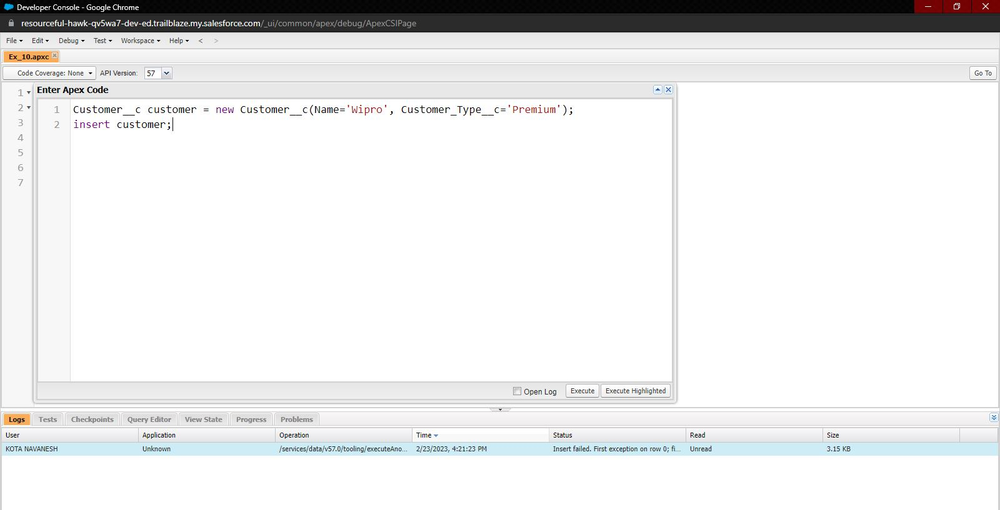 Developer Console - Google Chrome
resourceful-hawk-qv5wa7-dev-ed.trailblaze.my.salesforce.com/_ui/common/apex/debug/ApexCSIPage
File Edit Debug Test Workspace Help < >
Ex_10.apxc
Code Coverage: None API Version: 57 Go To
Enter Apex Code
1
2
3
4
5
6
7
1 Customer__c customer = new Customer__c(Name='Wipro', Customer_Type__c='Premium');
2 insert customer;
Open Log Execute Execute Highlighted
Logs Tests Checkpoints Query Editor View State Progress Problems
User Application Operation Time Status Read Size
KOTA NAVANESH Unknown /services/data/v57.0/tooling/executeAno... 2/23/2023, 4:21:23 PM Insert failed. First exception on row 0; fi... Unread 3.15 KB